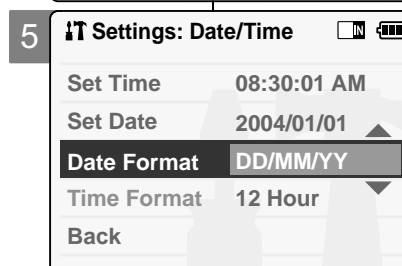 5
Settings: Date/Time IN
Set Time 08:30:01 AM
Set Date 2004/01/01
Date Format DD/MM/YY
Time Format 12 Hour
Back